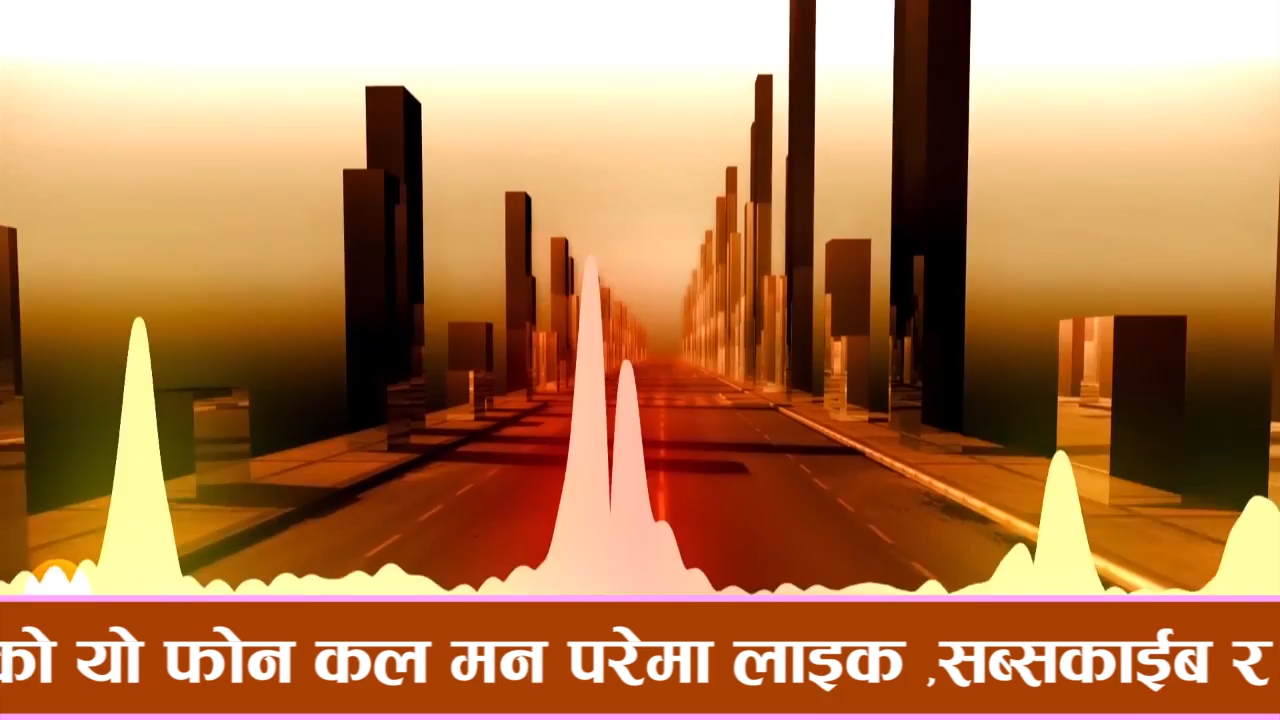 को यो फोन कल मन परेमा लाइक ,सब्सकाईब र